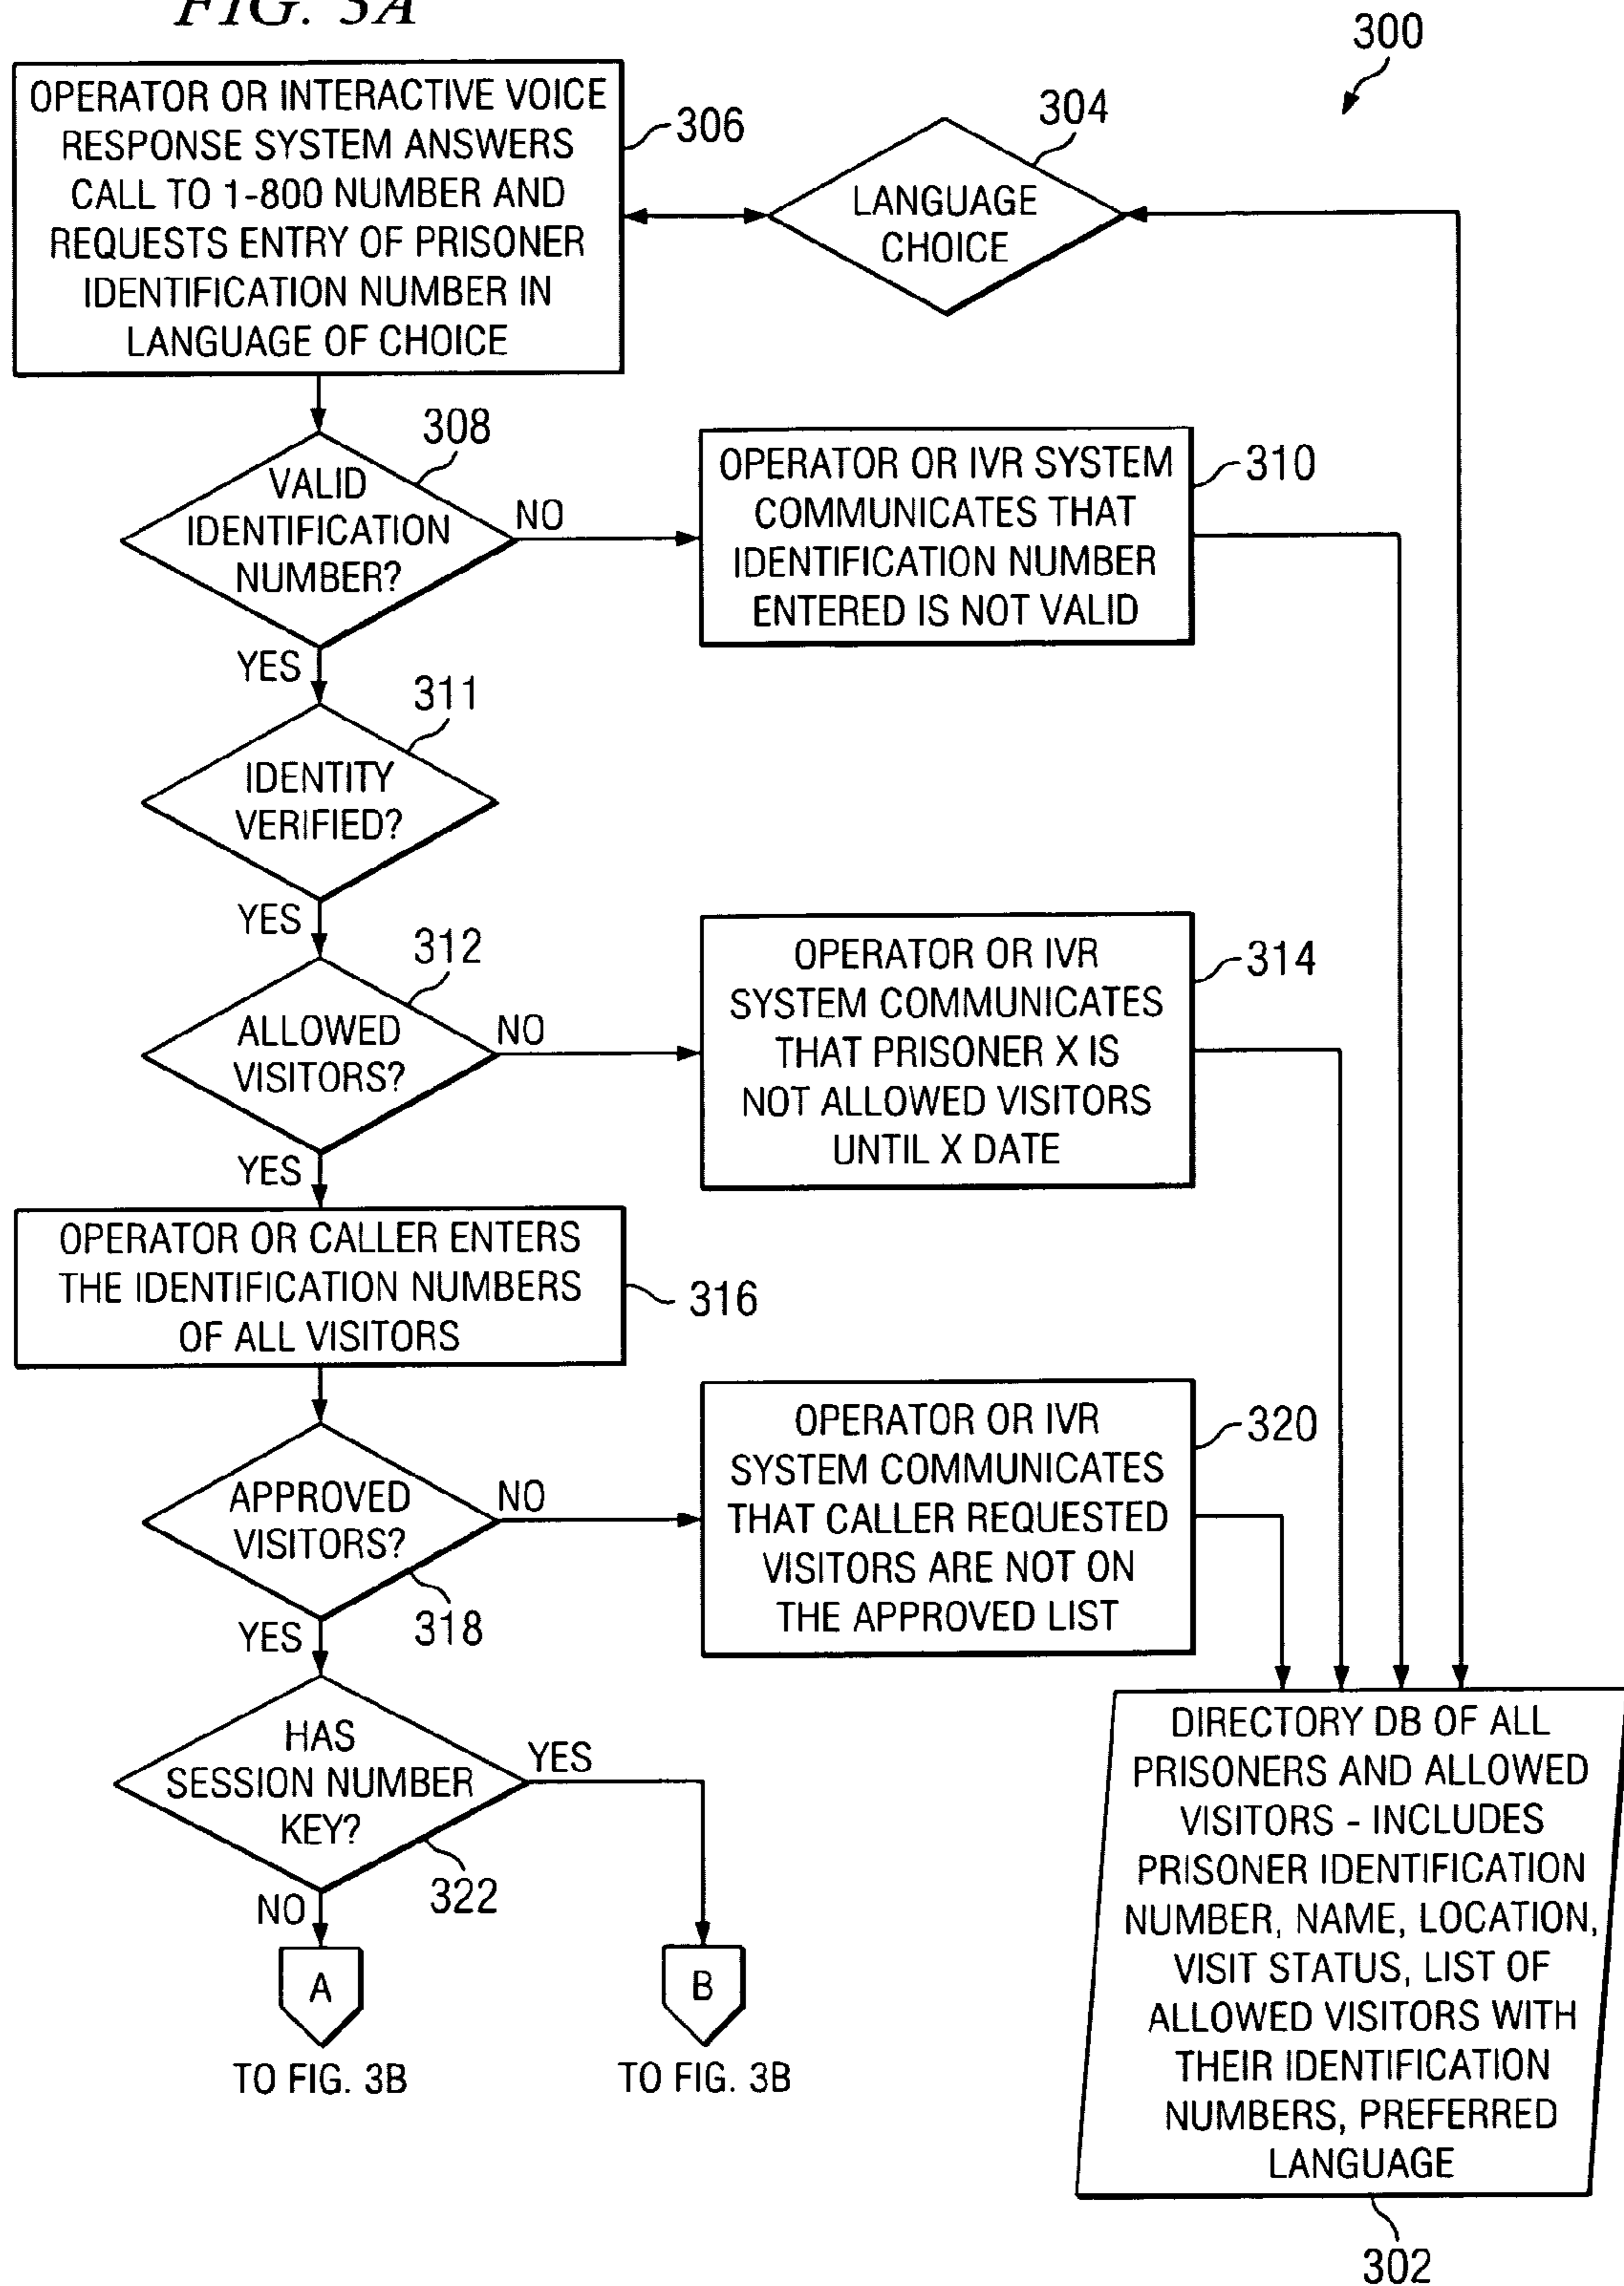 FIG. 3A
300
OPERATOR OR INTERACTIVE VOICE
RESPONSE SYSTEM ANSWERS
CALL TO 1-800 NUMBER AND
REQUESTS ENTRY OF PRISONER
IDENTIFICATION NUMBER IN
LANGUAGE OF CHOICE
306
304
LANGUAGE
CHOICE
308
VALID
IDENTIFICATION
NUMBER?
NO
YES
OPERATOR OR IVR SYSTEM
COMMUNICATES THAT
IDENTIFICATION NUMBER
ENTERED IS NOT VALID
310
311
IDENTITY
VERIFIED?
YES
312
ALLOWED
VISITORS?
NO
YES
OPERATOR OR IVR
SYSTEM COMMUNICATES
THAT PRISONER X IS
NOT ALLOWED VISITORS
UNTIL X DATE
314
OPERATOR OR CALLER ENTERS
THE IDENTIFICATION NUMBERS
OF ALL VISITORS
316
APPROVED
VISITORS?
NO
318
YES
OPERATOR OR IVR
SYSTEM COMMUNICATES
THAT CALLER REQUESTED
VISITORS ARE NOT ON
THE APPROVED LIST
320
HAS
SESSION NUMBER
KEY?
YES
322
NO
A
TO FIG. 3B
B
TO FIG. 3B
DIRECTORY DB OF ALL
PRISONERS AND ALLOWED
VISITORS - INCLUDES
PRISONER IDENTIFICATION
NUMBER, NAME, LOCATION,
VISIT STATUS, LIST OF
ALLOWED VISITORS WITH
THEIR IDENTIFICATION
NUMBERS, PREFERRED
LANGUAGE
302